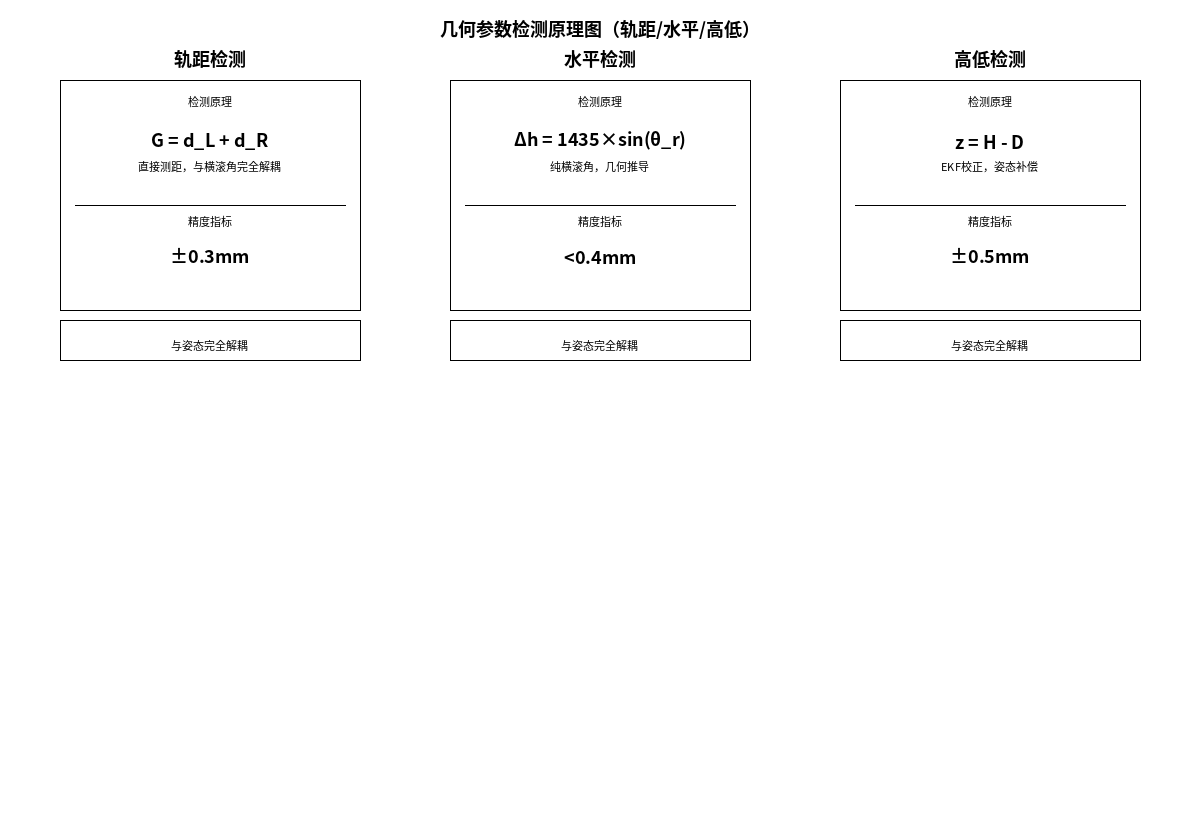 几何参数检测原理图（轨距/水平/高低）
轨距检测
检测原理
G = d_L + d_R
直接测距，与横滚角完全解耦
精度指标
±0.3mm
与姿态完全解耦
水平检测
检测原理
Δh = 1435×sin(θ_r)
纯横滚角，几何推导
精度指标
<0.4mm
与姿态完全解耦
高低检测
检测原理
z = H - D
EKF校正，姿态补偿
精度指标
±0.5mm
与姿态完全解耦